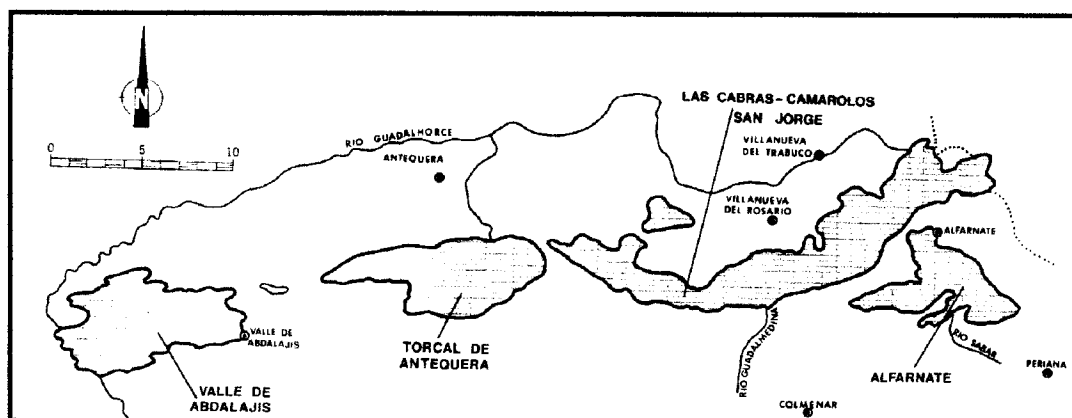 N
0 5 10
RIO GUADALHORCE
ANTEQUERA
LAS CABRAS-CAMAROLOS
SAN JORGE
VILLANUEVA
DEL TRABUCO
VILLANUEVA
DEL ROSARIO
ALFARNATE
VALLE DE
ABDALAJIS
TORCAL DE
ANTEQUERA
VALLE DE
ABDALAJIS
RIO GUADALMEDINA
RIO SABAR
ALFARNATE
PERIANA
COLMENAR